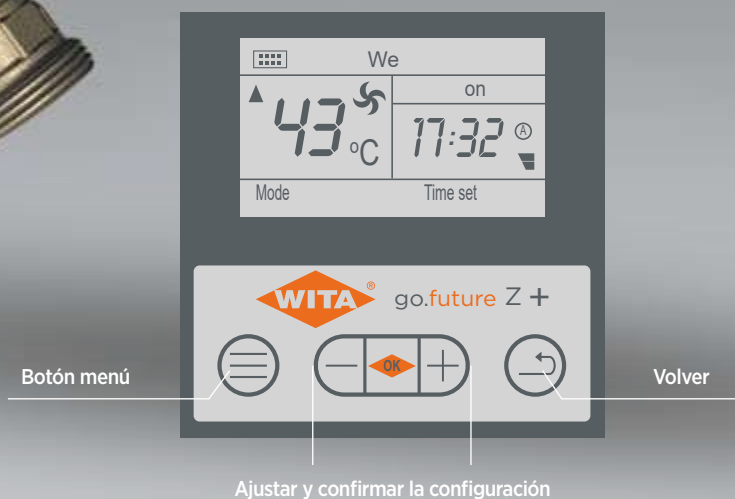 We
on
43 °C
17:32 A
Mode Time set
WITA® go.future Z +
OK
Botón menú
Volver
Ajustar y confirmar la configuración